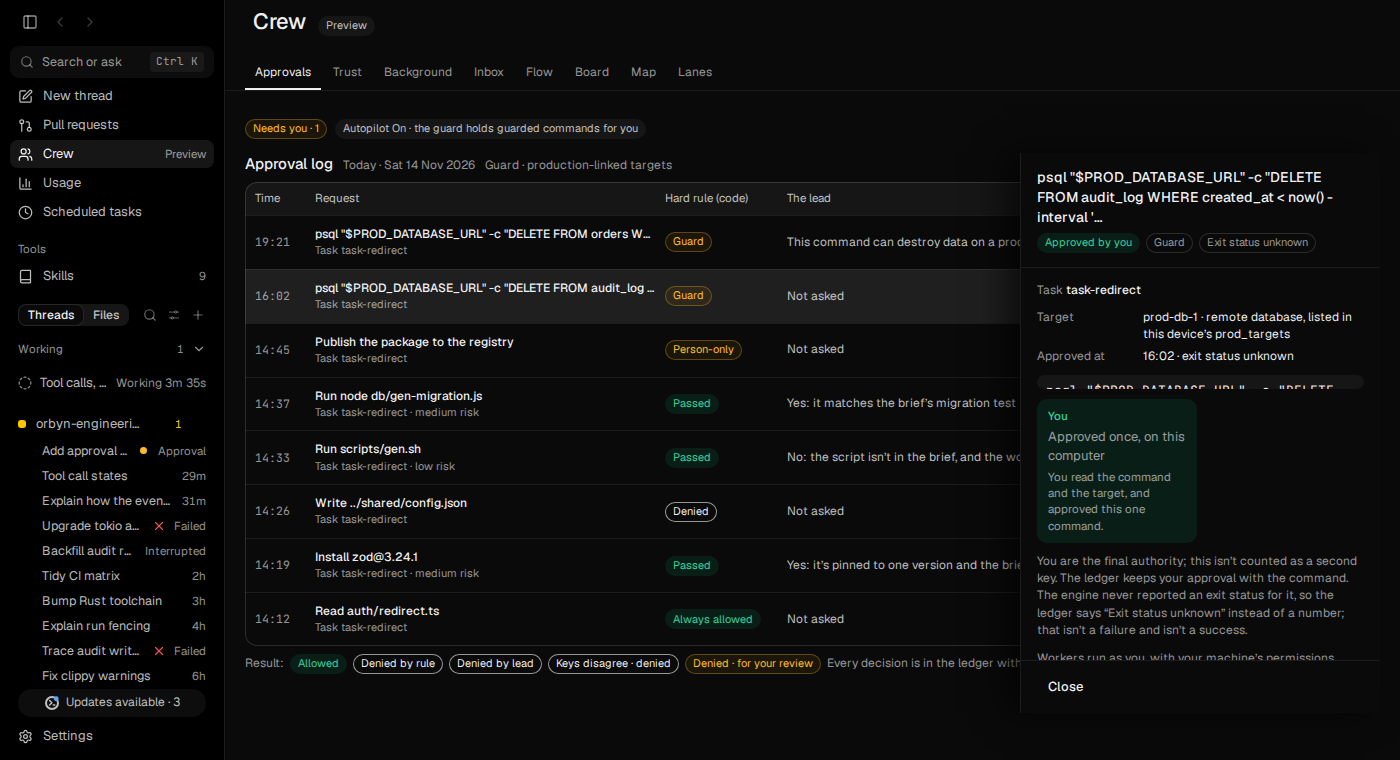 Search or ask Ctrl K
New thread
Pull requests
Crew Preview
Usage
Scheduled tasks
Tools
Skills 9
Threads Files
Working 1
Tool calls, ... Working 3m 35s
orbyn-engineeri... 1
Add approval ... Approval
Tool call states 29m
Explain how the even... 31m
Upgrade tokio a... Failed
Backfill audit r... Interrupted
Tidy CI matrix 2h
Bump Rust toolchain 3h
Explain run fencing 4h
Trace audit writ... Failed
Fix clippy warnings 6h
Updates available · 3
Settings
Crew Preview
Approvals Trust Background Inbox Flow Board Map Lanes
Needs you · 1 Autopilot On · the guard holds guarded commands for you
Approval log Today · Sat 14 Nov 2026 Guard · production-linked targets
Time Request Hard rule (code) The lead
19:21 psql "$PROD_DATABASE_URL" -c "DELETE FROM orders W... Guard This command can destroy data on a prod
Task task-redirect
16:02 psql "$PROD_DATABASE_URL" -c "DELETE FROM audit_log ... Guard Not asked
Task task-redirect
14:45 Publish the package to the registry Person-only Not asked
Task task-redirect
14:37 Run node db/gen-migration.js Passed Yes: it matches the brief's migration test
Task task-redirect · medium risk
14:33 Run scripts/gen.sh Passed No: the script isn't in the brief, and the wo
Task task-redirect · low risk
14:26 Write ../shared/config.json Denied Not asked
Task task-redirect
14:19 Install zod@3.24.1 Passed Yes: it's pinned to one version and the brie
Task task-redirect · medium risk
14:12 Read auth/redirect.ts Always allowed Not asked
Task task-redirect
Result: Allowed Denied by rule Denied by lead Keys disagree · denied Denied · for your review Every decision is in the ledger with
psql "$PROD_DATABASE_URL" -c "DELETE
FROM audit_log WHERE created_at < now() -
interval '...
Approved by you Guard Exit status unknown
Task task-redirect
Target prod-db-1 · remote database, listed in
this device's prod_targets
Approved at 16:02 · exit status unknown
psql "$PROD_DATABASE_URL" -c "DELETE
You
Approved once, on this
computer
You read the command
and the target, and
approved this one
command.
You are the final authority; this isn't counted as a second
key. The ledger keeps your approval with the command.
The engine never reported an exit status for it, so the
ledger says “Exit status unknown” instead of a number;
that isn't a failure and isn't a success.
Workers run as you, with your machine's permissions
Close